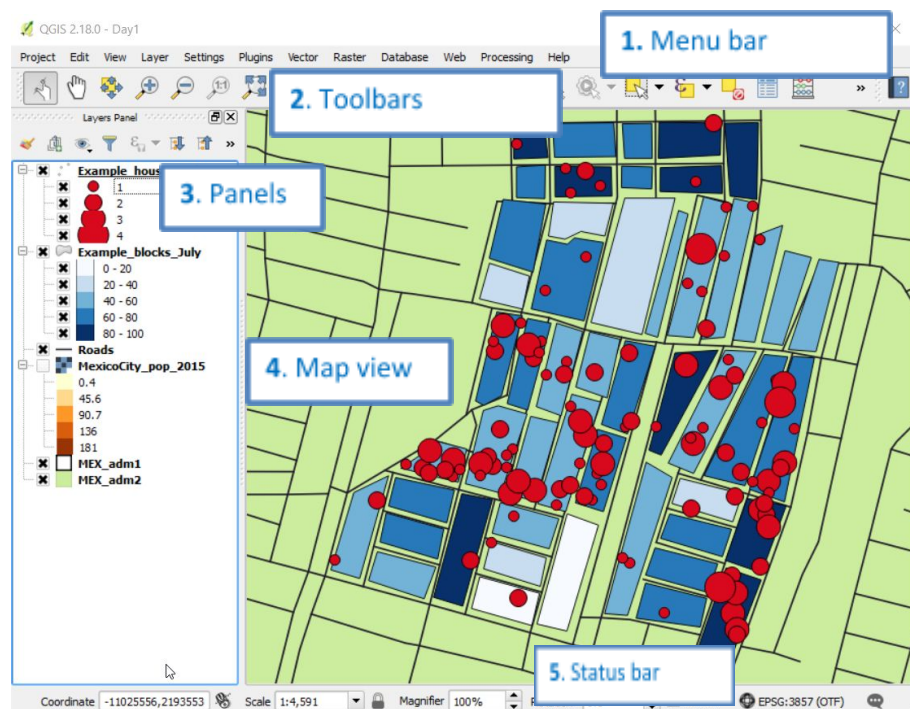 QGIS 2.18.0 - Day1
1. Menu bar
Project Edit View Layer Settings Plugins Vector Raster Database Web Processing Help
2. Toolbars
Layers Panel
3. Panels
Example_hous
1
2
3
4
Example_blocks_July
0 - 20
20 - 40
40 - 60
60 - 80
80 - 100
Roads
MexicoCity_pop_2015
0.4
45.6
90.7
136
181
MEX_adm1
MEX_adm2
4. Map view
5. Status bar
Coordinate -11025556,2193553 Scale 1:4,591 Magnifier 100% EPSG:3857 (OTF)